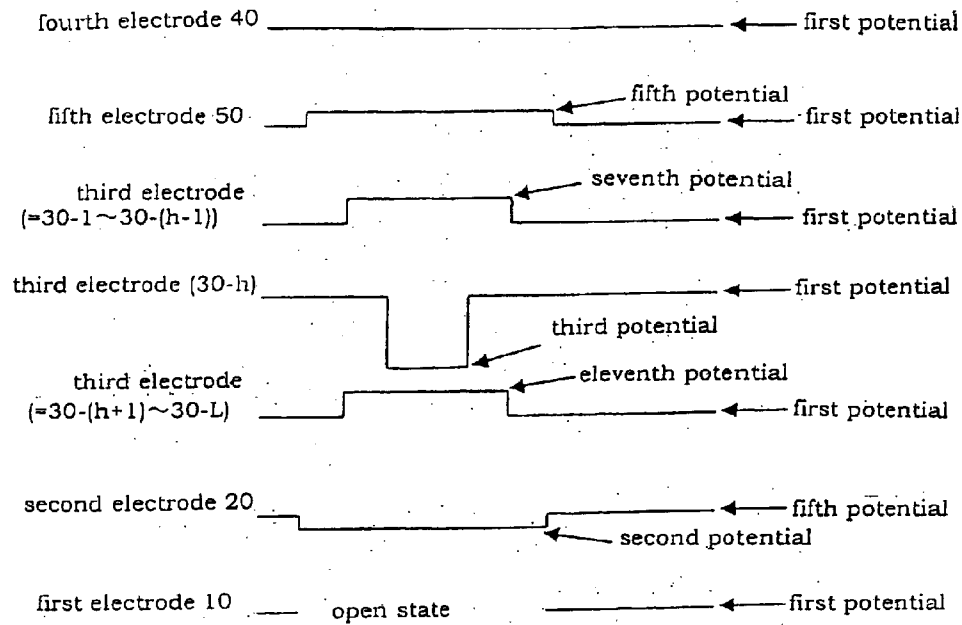 fourth electrode 40
first potential
fifth potential
fifth electrode 50
first potential
third electrode
(=30-1~30-(h-1))
seventh potential
first potential
third electrode (30-h)
first potential
third potential
third electrode
(=30-(h+1)~30-L)
eleventh potential
first potential
second electrode 20
fifth potential
second potential
first electrode 10
open state
first potential